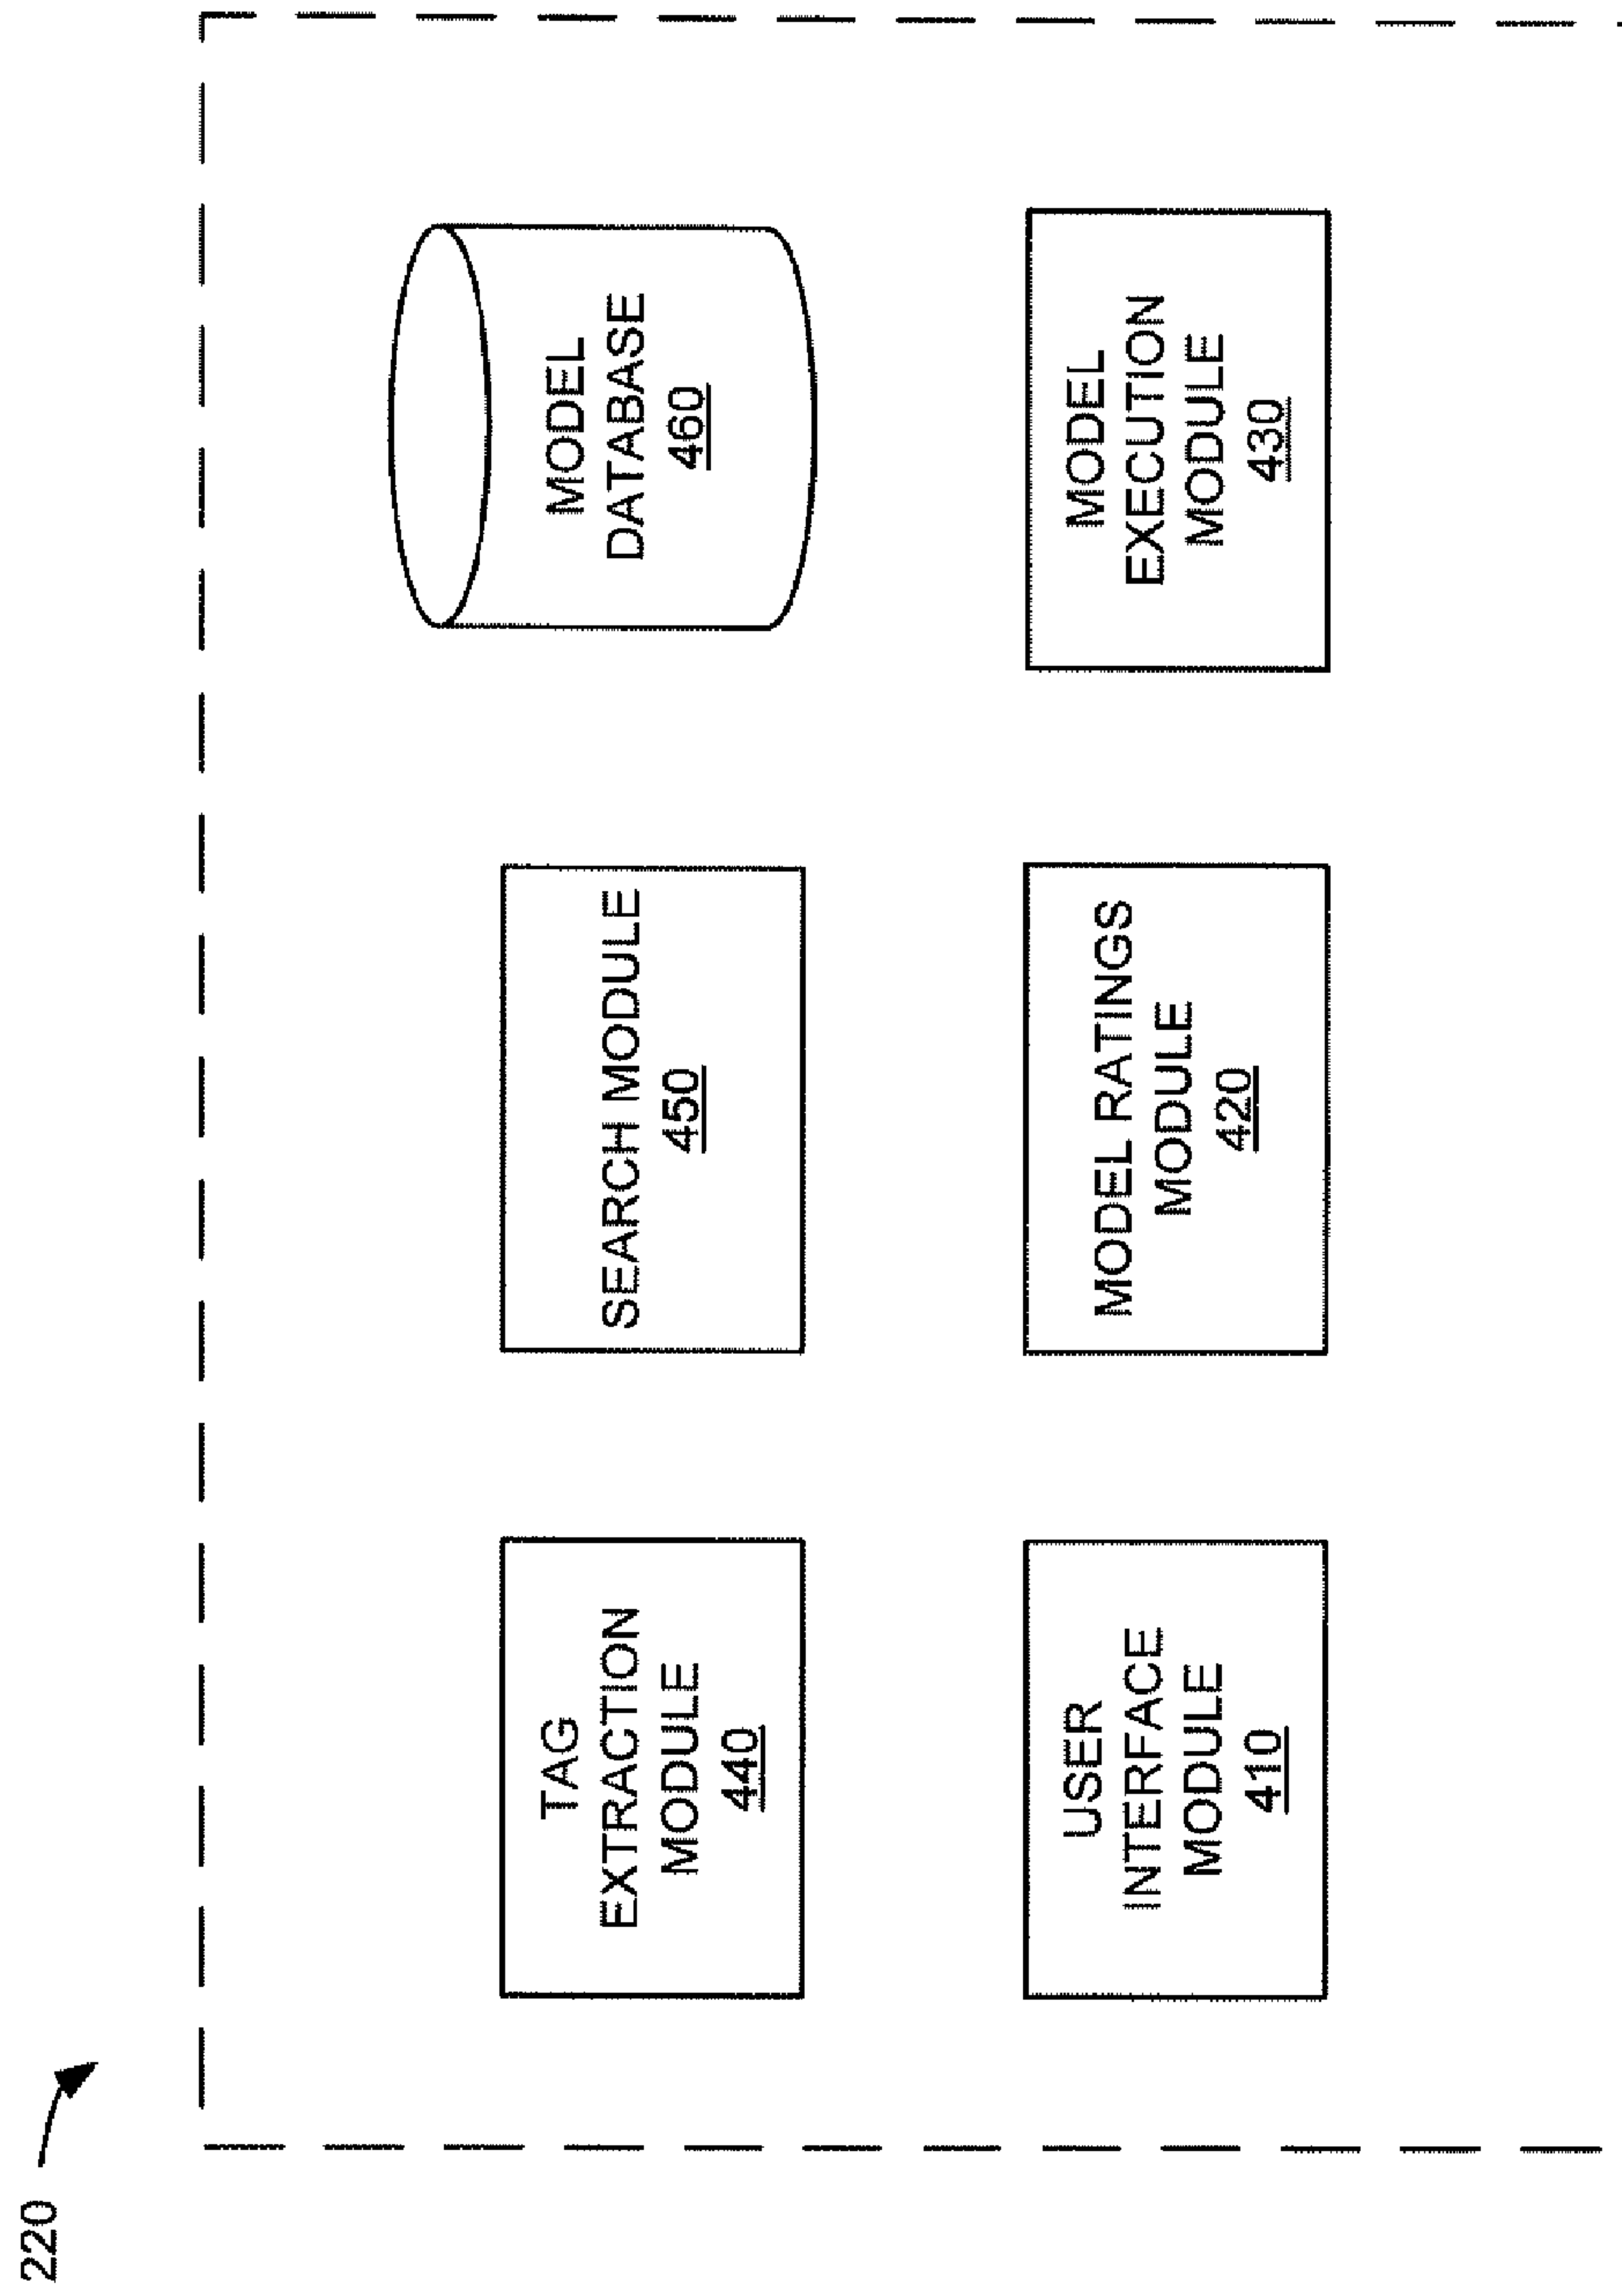 220
TAG
EXTRACTION
MODULE
440
SEARCH MODULE
450
MODEL
DATABASE
460
USER
INTERFACE
MODULE
410
MODEL RATINGS
MODULE
420
MODEL
EXECUTION
MODULE
430